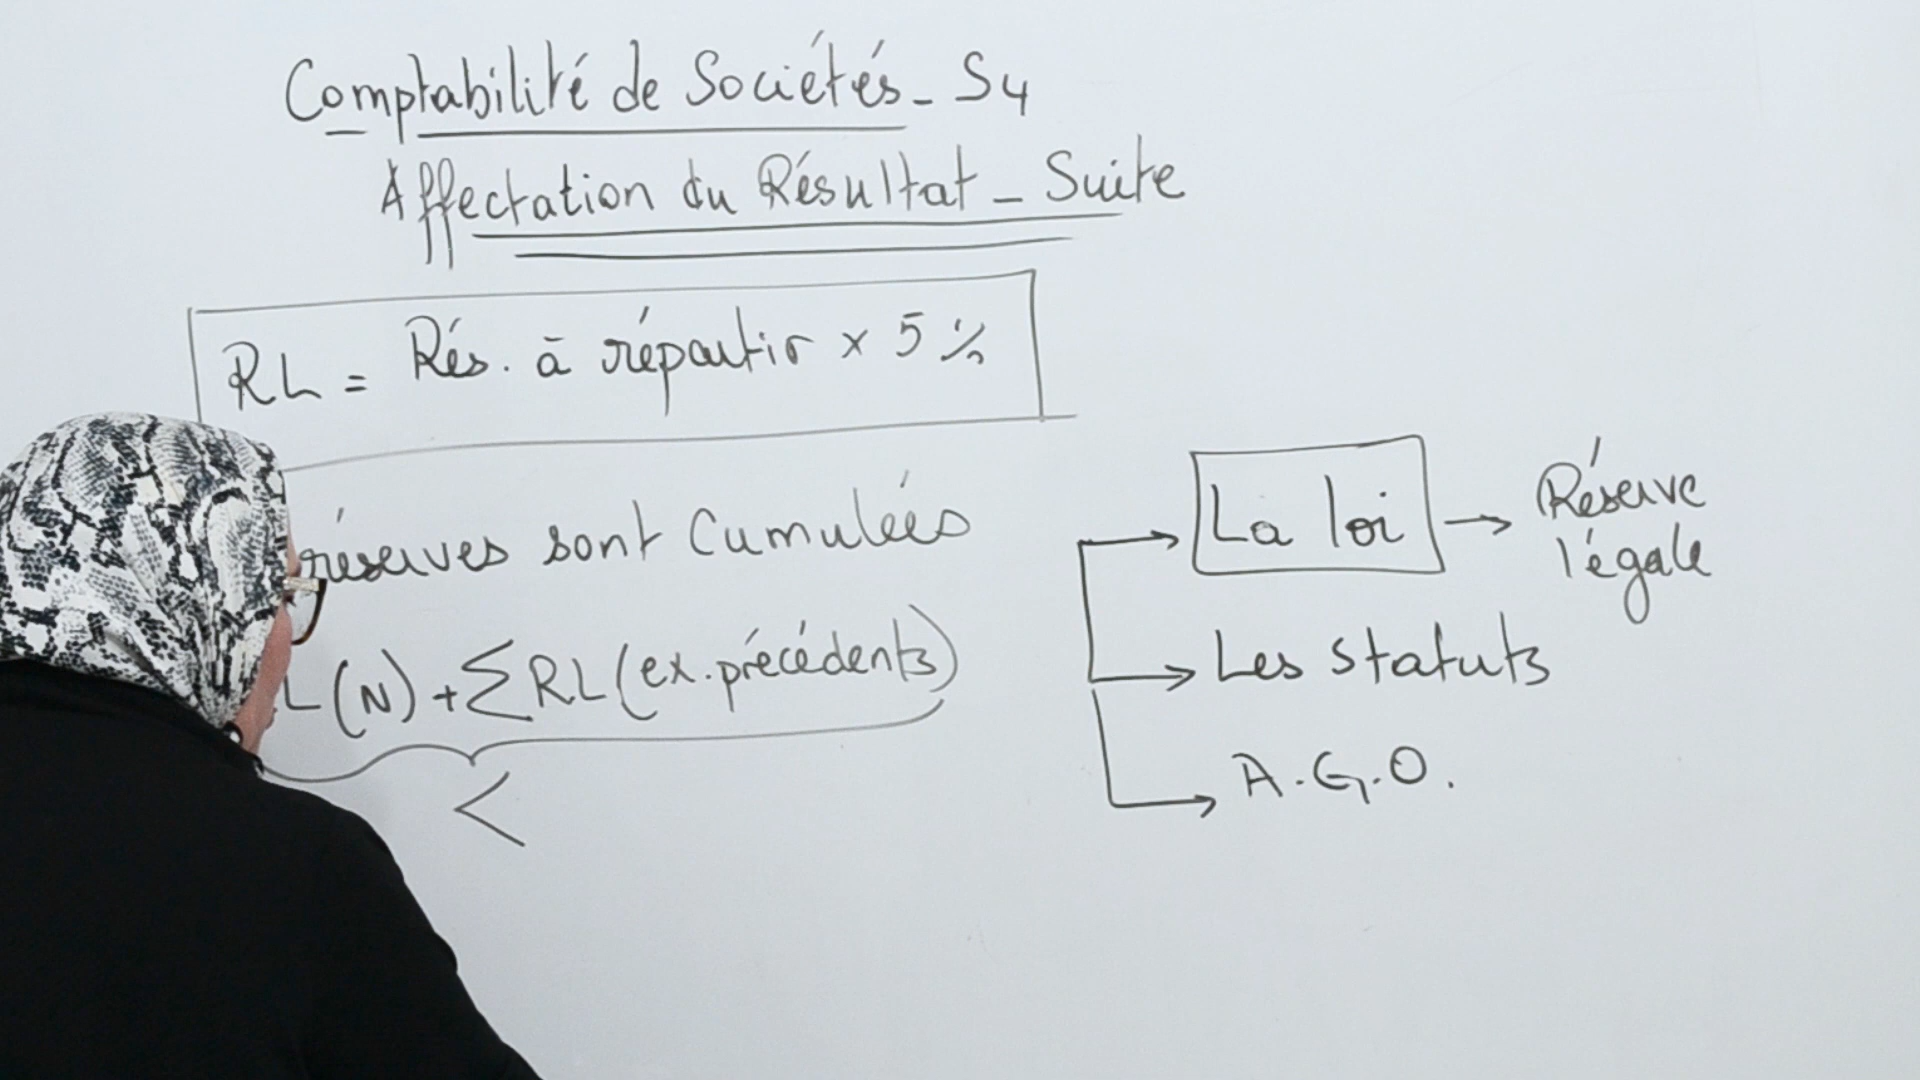 Comptabilité de Sociétés - S4
Affectation du Résultat - Suite
RL = Rés. à répartir x 5 %
réserves sont Cumulées
L (N) + ∑ RL (ex. précédents)
<
La loi → Réserve
légale
Les statuts
A.G.O.